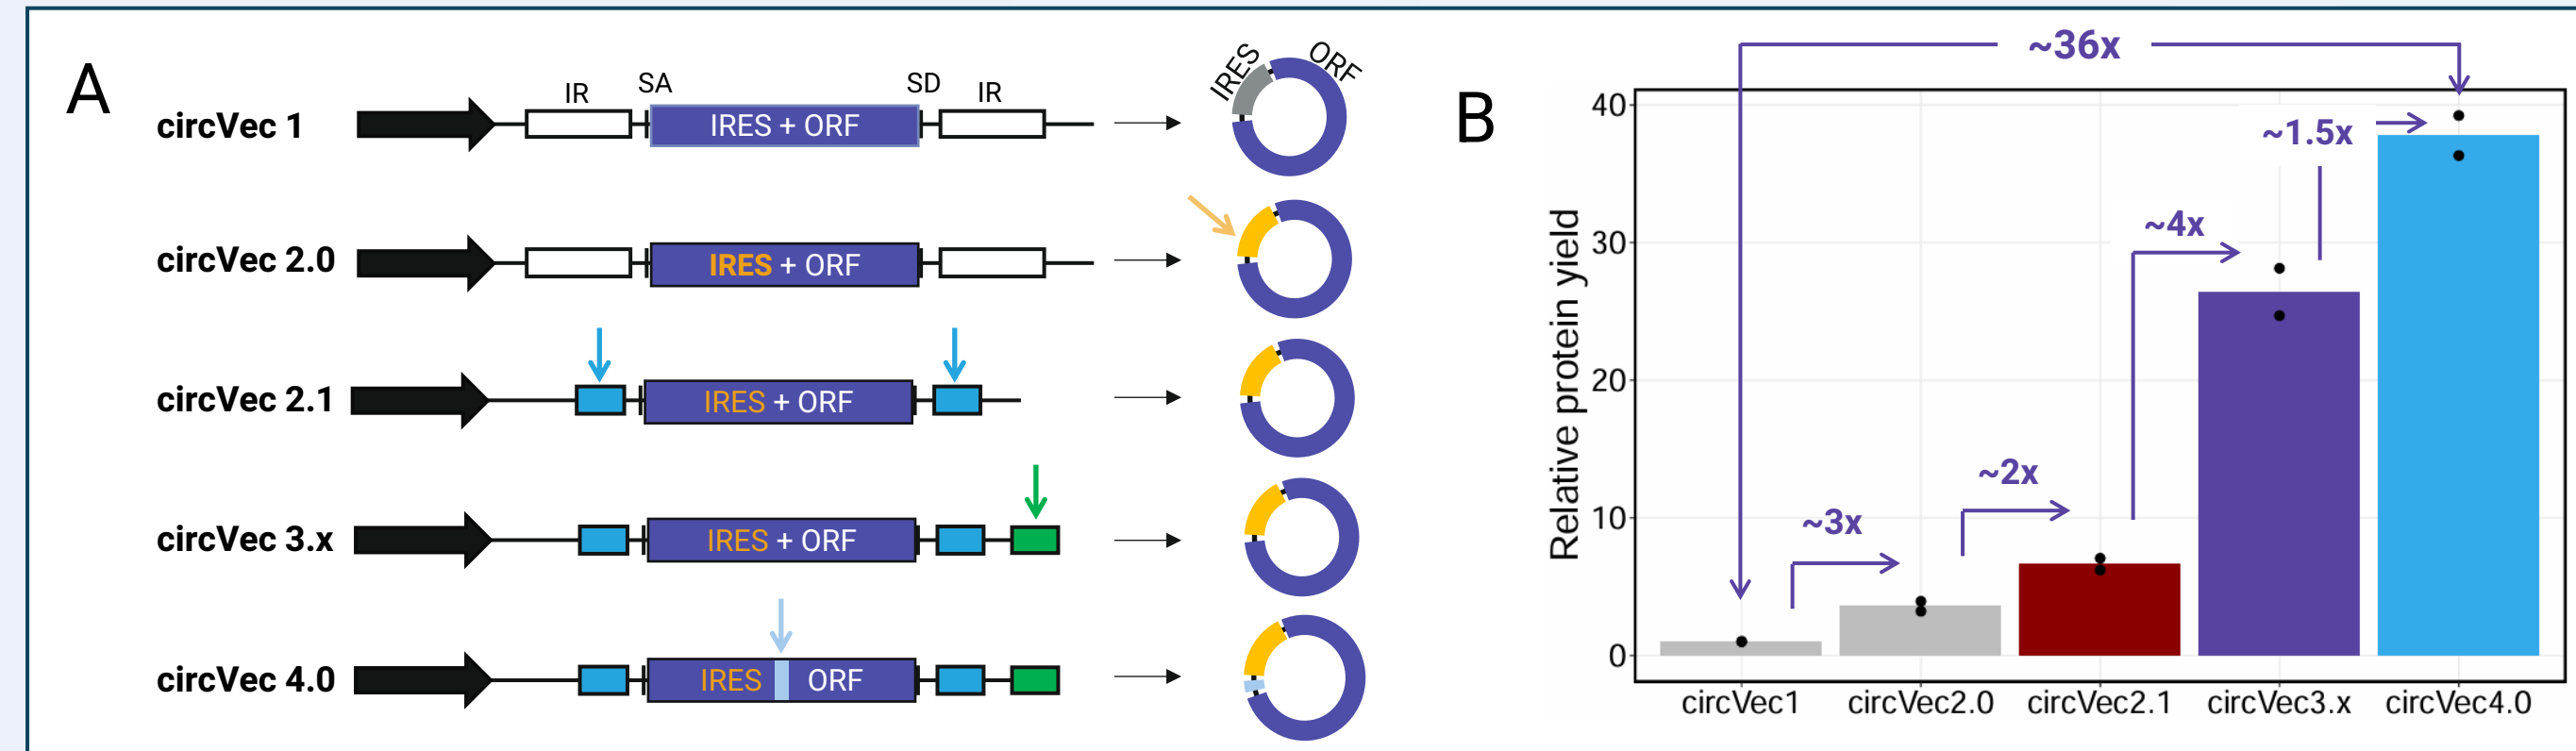 A
IR
SA
SD
IR
circVec 1
IRES + ORF
IRES
ORF
circVec 2.0
IRES + ORF
circVec 2.1
IRES + ORF
circVec 3.x
IRES + ORF
circVec 4.0
IRES
ORF
B
~36x
Relative protein yield
40
30
20
10
0
~3x
~2x
~4x
~1.5x
circVec1
circVec2.0
circVec2.1
circVec3.x
circVec4.0